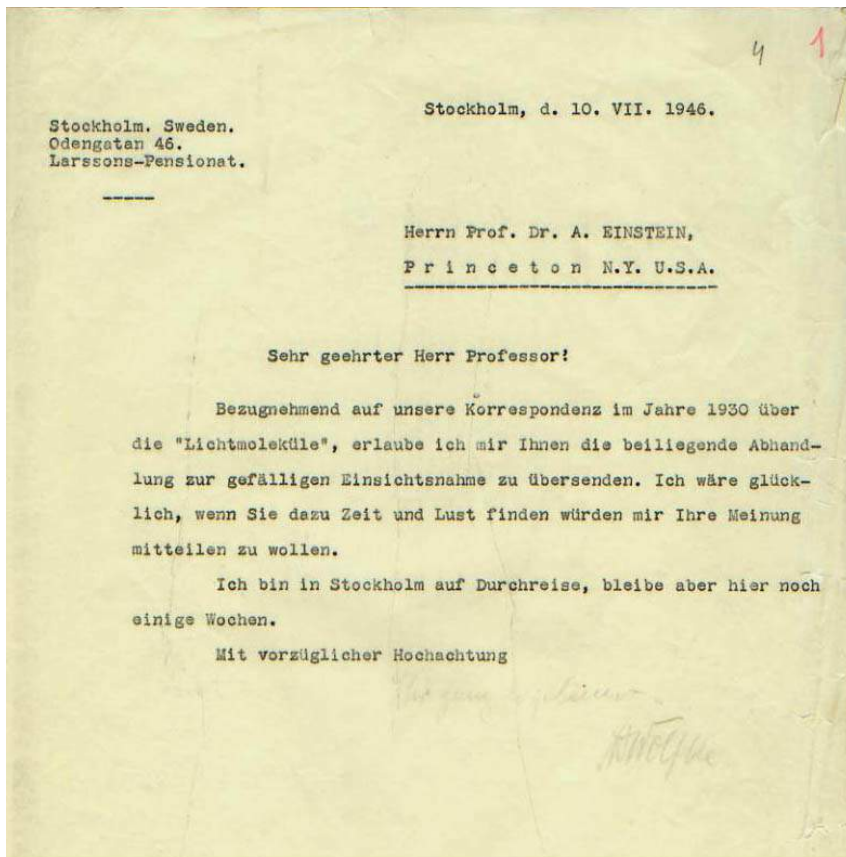 4 1
Stockholm, d. 10. VII. 1946.
Stockholm. Sweden.
Odengatan 46.
Larssons-Pensionat.
Herrn Prof. Dr. A. EINSTEIN,
P r i n c e t o n N.Y. U.S.A.
Sehr geehrter Herr Professor!
Bezugnehmend auf unsere Korrespondenz im Jahre 1930 über
die "Lichtmoleküle", erlaube ich mir Ihnen die beiliegende Abhand-
lung zur gefälligen Einsichtsnahme zu übersenden. Ich wäre glück-
lich, wenn Sie dazu Zeit und Lust finden würden mir Ihre Meinung
mitteilen zu wollen.
Ich bin in Stockholm auf Durchreise, bleibe aber hier noch
einige Wochen.
Mit vorzüglicher Hochachtung
Ihr ganz